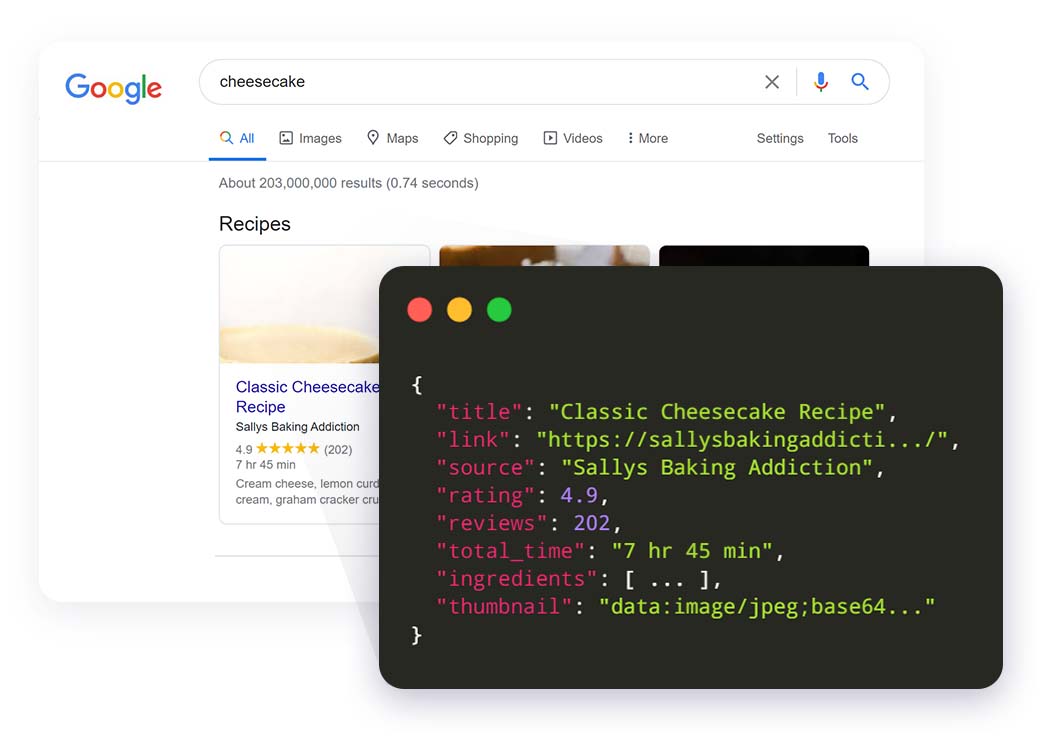 Google
cheesecake
All Images Maps Shopping Videos More Settings Tools
About 203,000,000 results (0.74 seconds)
Recipes
Classic Cheesecake
Recipe
Sallys Baking Addiction
4.9 ★★★★★ (202)
7 hr 45 min
Cream cheese, lemon curd
cream, graham cracker cru
{
"title": "Classic Cheesecake Recipe",
"link": "https://sallysbakingaddicti.../",
"source": "Sallys Baking Addiction",
"rating": 4.9,
"reviews": 202,
"total_time": "7 hr 45 min",
"ingredients": [ ... ],
"thumbnail": "data:image/jpeg;base64..."
}